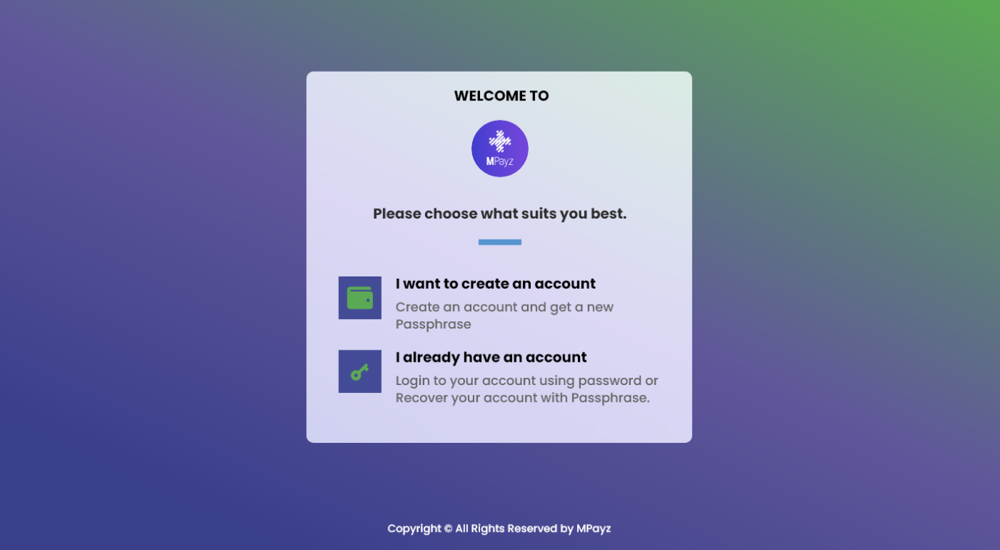 WELCOME TO
MPayz
Please choose what suits you best.
I want to create an account
Create an account and get a new
Passphrase
I already have an account
Login to your account using password or
Recover your account with Passphrase.
Copyright © All Rights Reserved by MPayz